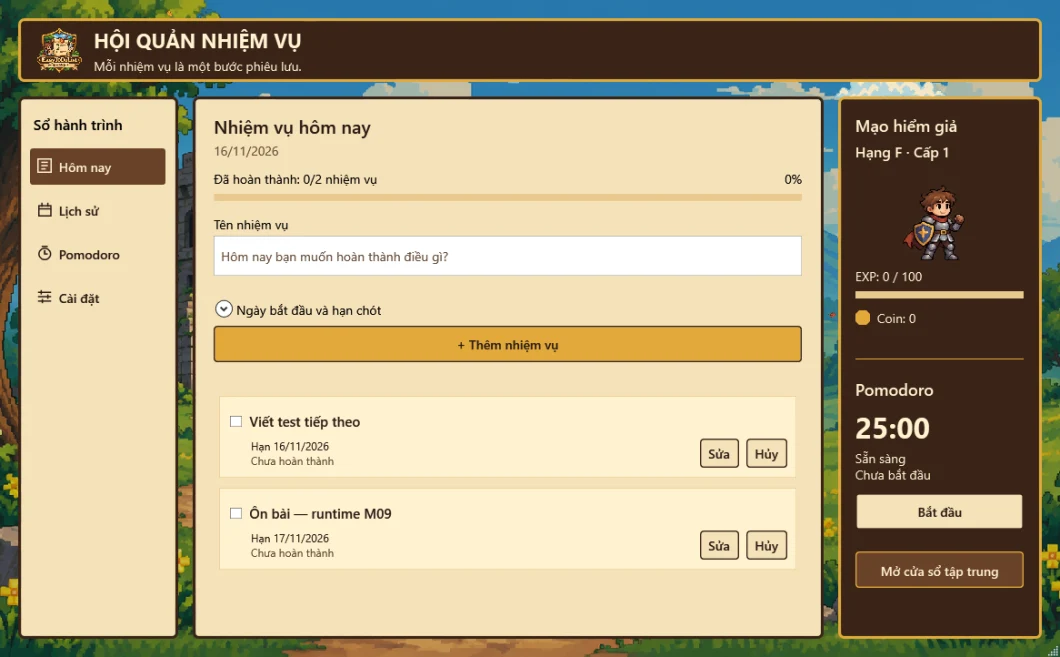 EasyToDoList
HỘI QUẢN NHIỆM VỤ
Mỗi nhiệm vụ là một bước phiêu lưu.
Sổ hành trình
Hôm nay
Lịch sử
Pomodoro
Cài đặt
Nhiệm vụ hôm nay
16/11/2026
Đã hoàn thành: 0/2 nhiệm vụ
0%
Tên nhiệm vụ
Hôm nay bạn muốn hoàn thành điều gì?
Ngày bắt đầu và hạn chót
+ Thêm nhiệm vụ
Viết test tiếp theo
Hạn 16/11/2026
Chưa hoàn thành
Sửa
Hủy
Ôn bài — runtime M09
Hạn 17/11/2026
Chưa hoàn thành
Sửa
Hủy
Mạo hiểm giả
Hạng F · Cấp 1
EXP: 0 / 100
Coin: 0
Pomodoro
25:00
Sẵn sàng
Chưa bắt đầu
Bắt đầu
Mở cửa sổ tập trung